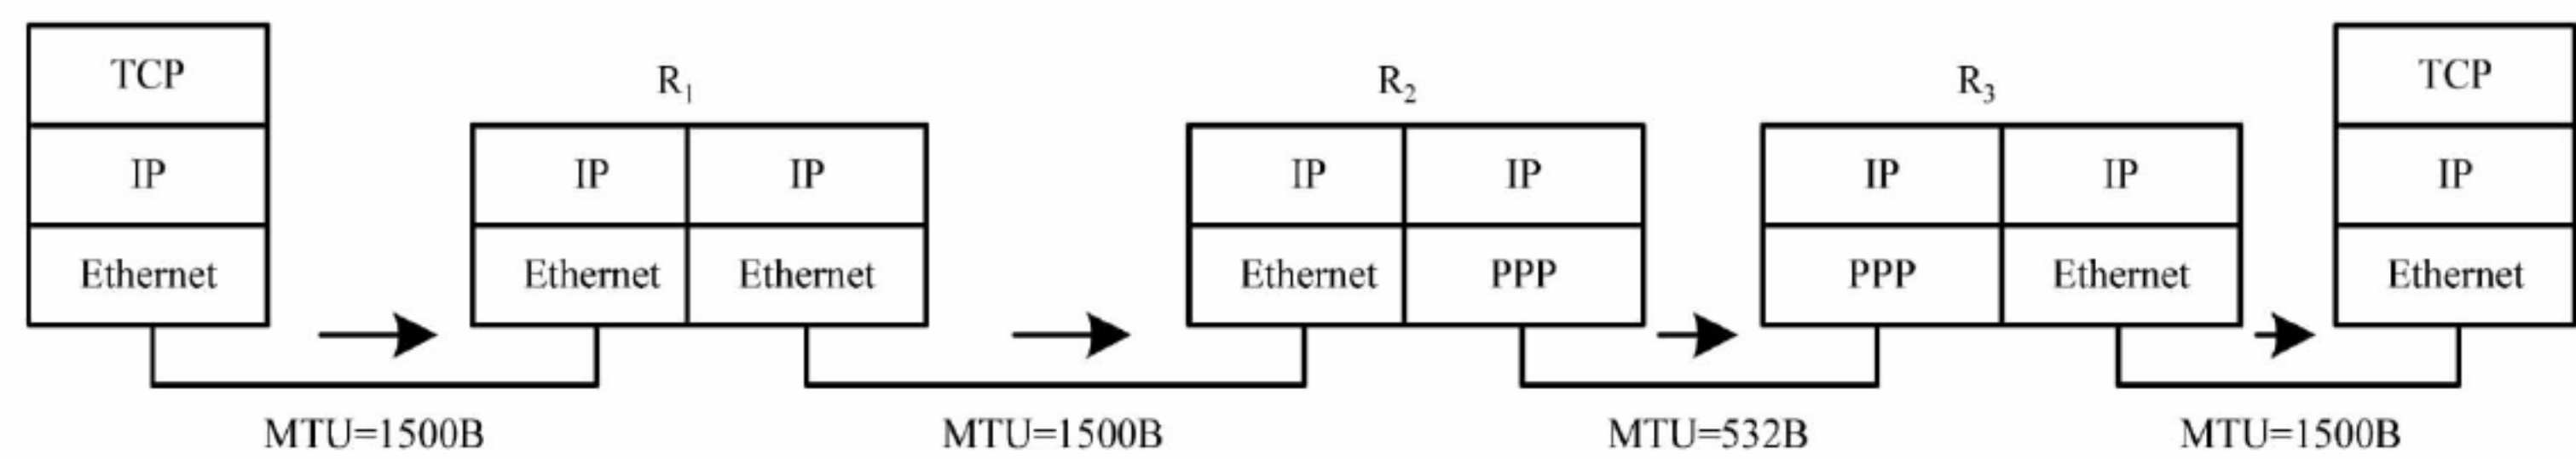 TCP
IP
Ethernet
R₁
IP IP
Ethernet Ethernet
R₂
IP IP
Ethernet PPP
R₃
IP IP
PPP Ethernet
TCP
IP
Ethernet
MTU=1500B MTU=1500B MTU=532B MTU=1500B